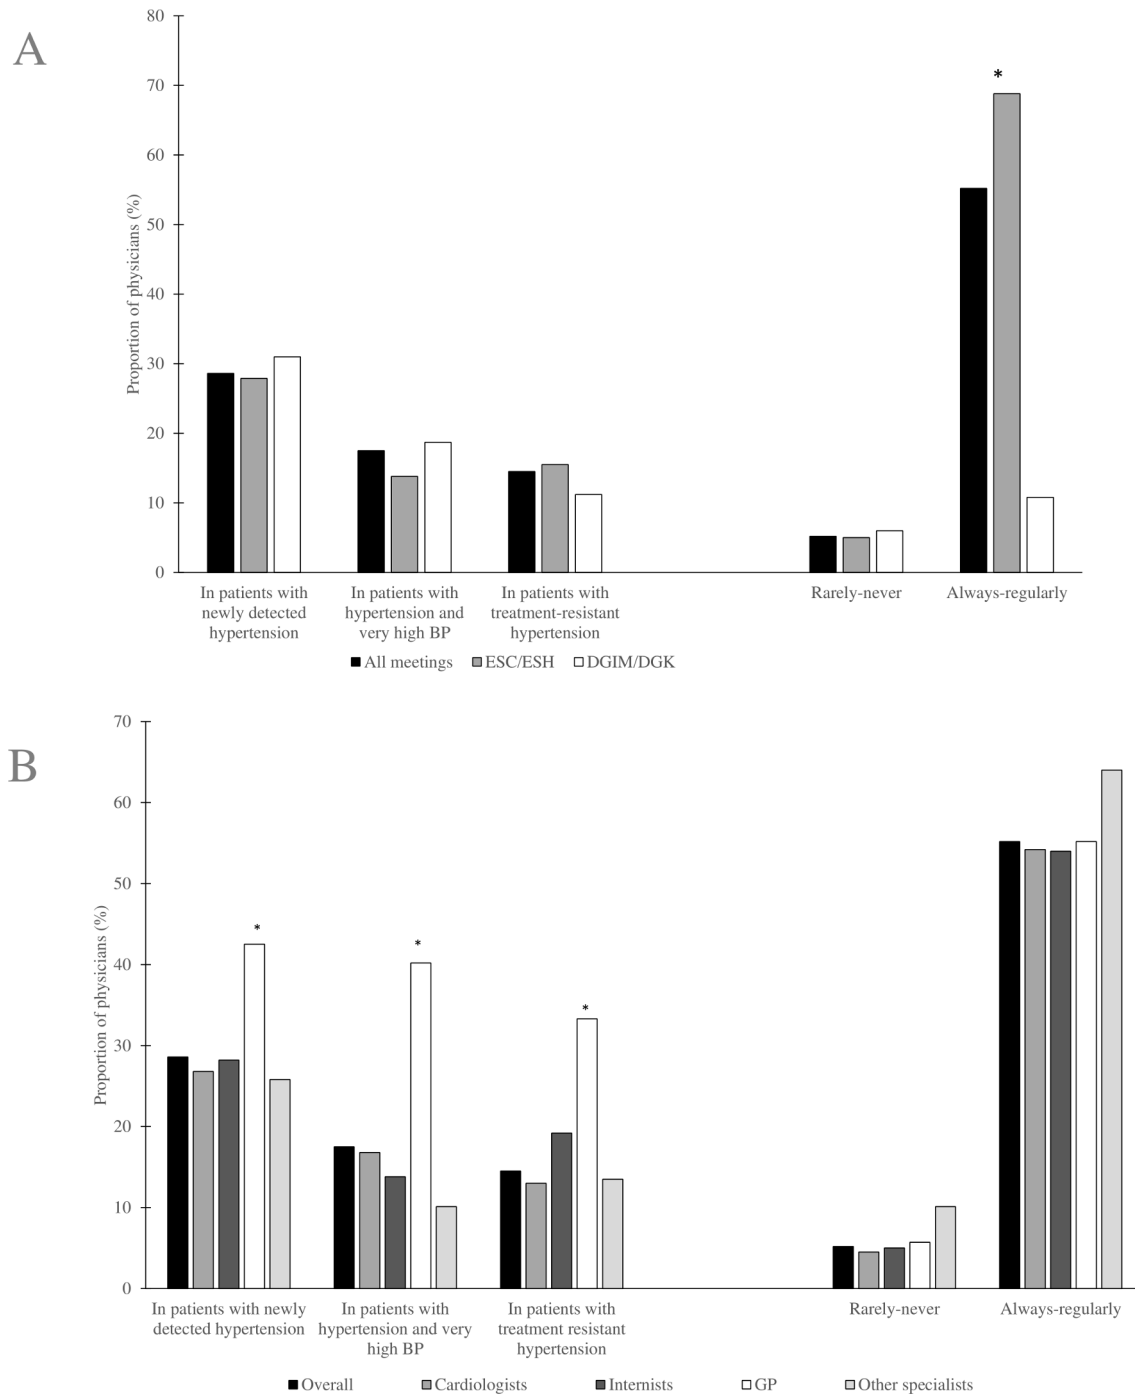 A
80
70
60
50
40
30
20
10
0
Proportion of physicians (%)
*
In patients with
newly detected
hypertension
In patients with
hypertension and
very high BP
In patients with
treatment-resistant
hypertension
Rarely-never
Always-regularly
All meetings ESC/ESH DGIM/DGK
B
70
60
50
40
30
20
10
0
Proportion of physicians (%)
*
*
*
In patients with newly
detected hypertension
In patients with
hypertension and very
high BP
In patients with
treatment resistant
hypertension
Rarely-never
Always-regularly
Overall Cardiologists Internists GP Other specialists